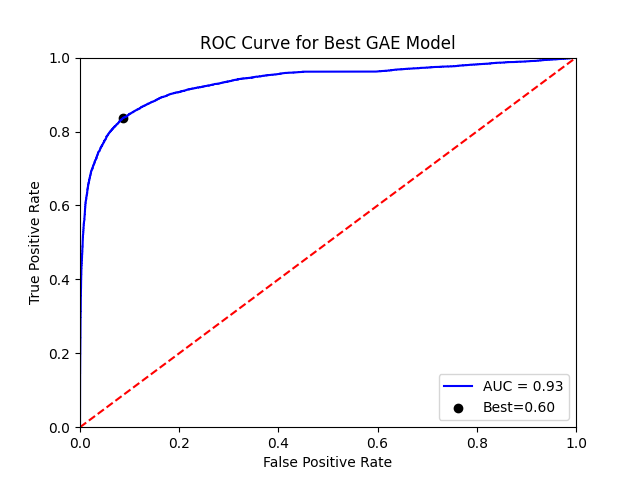 ROC Curve for Best GAE Model
1.0
0.8
0.6
0.4
0.2
0.0
True Positive Rate
0.0 0.2 0.4 0.6 0.8 1.0
False Positive Rate
AUC = 0.93
Best=0.60